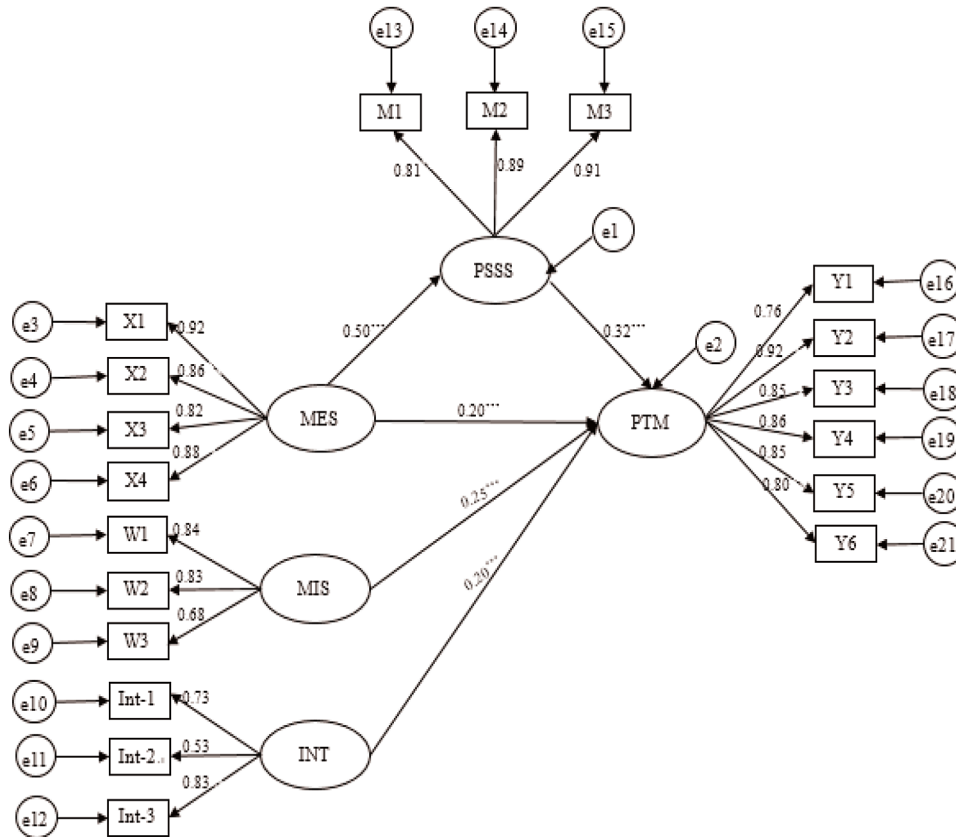 e13
e14
e15
M1
M2
M3
0.81
0.89
0.91
e1
PSSS
e3
X1
0.92
e4
X2
0.86
e5
X3
0.82
e6
X4
0.88
0.50***
0.32***
e2
MES
0.20***
PTM
Y1
e16
0.76
Y2
e17
0.92
Y3
e18
0.85
Y4
e19
0.86
Y5
e20
0.85
Y6
e21
0.80
e7
W1
0.84
e8
W2
0.83
e9
W3
0.68
MIS
0.25***
e10
Int-1
0.73
e11
Int-2
0.53
e12
Int-3
0.83
INT
0.20***